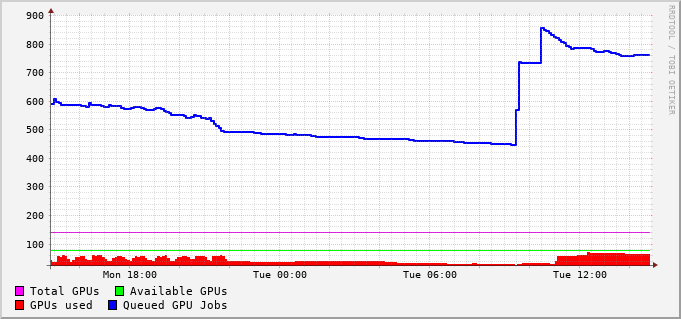 900
800
700
600
500
400
300
200
100
Mon 18:00 Tue 00:00 Tue 06:00 Tue 12:00
Total GPUs Available GPUs
GPUs used Queued GPU Jobs
RRDTOOL / TOBI OETIKER